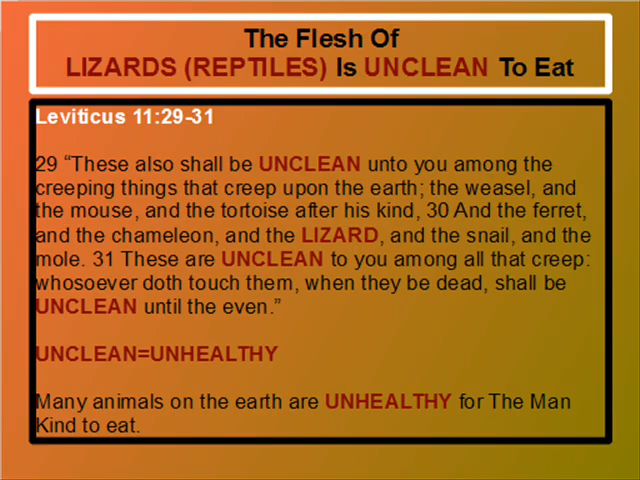 The Flesh Of
LIZARDS (REPTILES) Is UNCLEAN To Eat
Leviticus 11:29-31
29 “These also shall be UNCLEAN unto you among the
creeping things that creep upon the earth; the weasel, and
the mouse, and the tortoise after his kind, 30 And the ferret,
and the chameleon, and the LIZARD, and the snail, and the
mole. 31 These are UNCLEAN to you among all that creep:
whosoever doth touch them, when they be dead, shall be
UNCLEAN until the even.”
UNCLEAN=UNHEALTHY
Many animals on the earth are UNHEALTHY for The Man
Kind to eat.